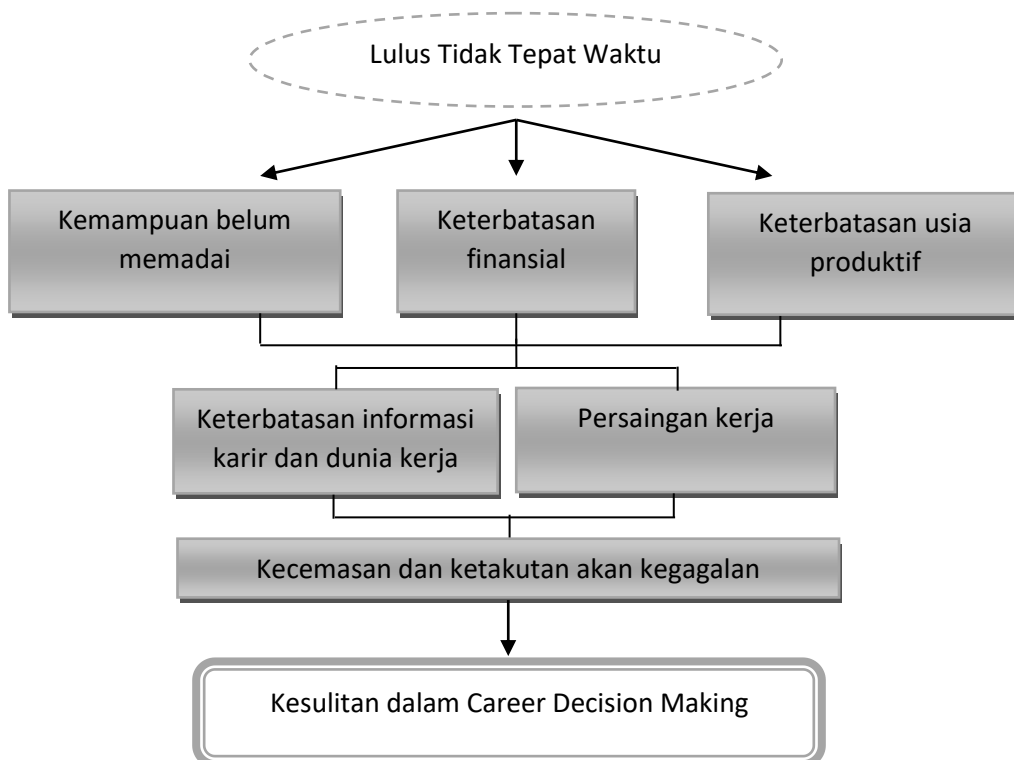 Lulus Tidak Tepat Waktu
Kemampuan belum
memadai
Keterbatasan
finansial
Keterbatasan usia
produktif
Keterbatasan informasi
karir dan dunia kerja
Persaingan kerja
Kecemasan dan ketakutan akan kegagalan
Kesulitan dalam Career Decision Making